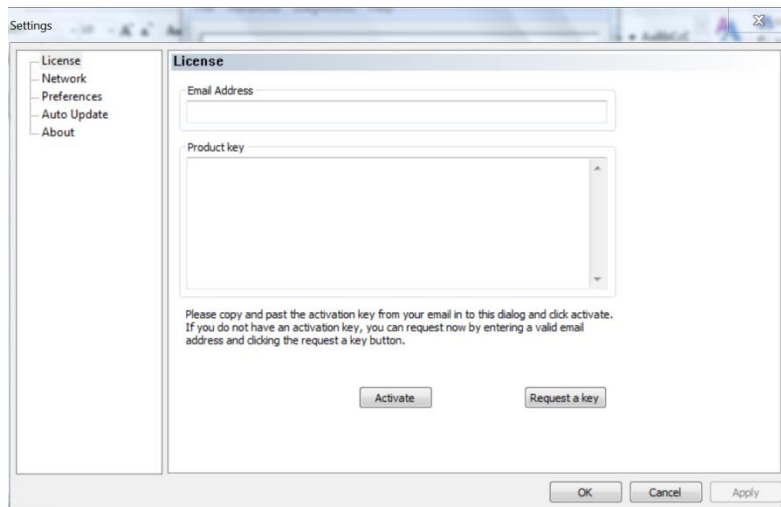 Settings
License
Network
Preferences
Auto Update
About
License
Email Address
Product key
Please copy and past the activation key from your email in to this dialog and click activate.
If you do not have an activation key, you can request now by entering a valid email
address and clicking the request a key button.
Activate Request a key
OK Cancel Apply